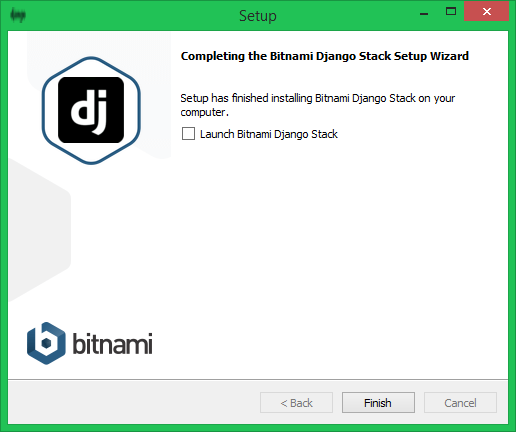 Setup
Completing the Bitnami Django Stack Setup Wizard
dj
Setup has finished installing Bitnami Django Stack on your
computer.
Launch Bitnami Django Stack
bitnami
< Back
Finish
Cancel